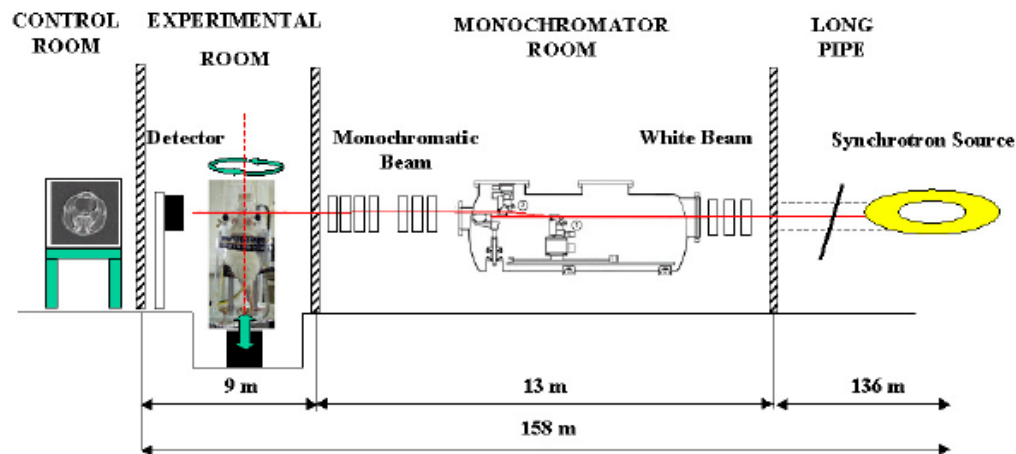 CONTROL
ROOM
EXPERIMENTAL
ROOM
MONOCHROMATOR
ROOM
LONG
PIPE
Detector
Monochromatic
Beam
White Beam
Synchrotron Source
9 m
13 m
136 m
158 m